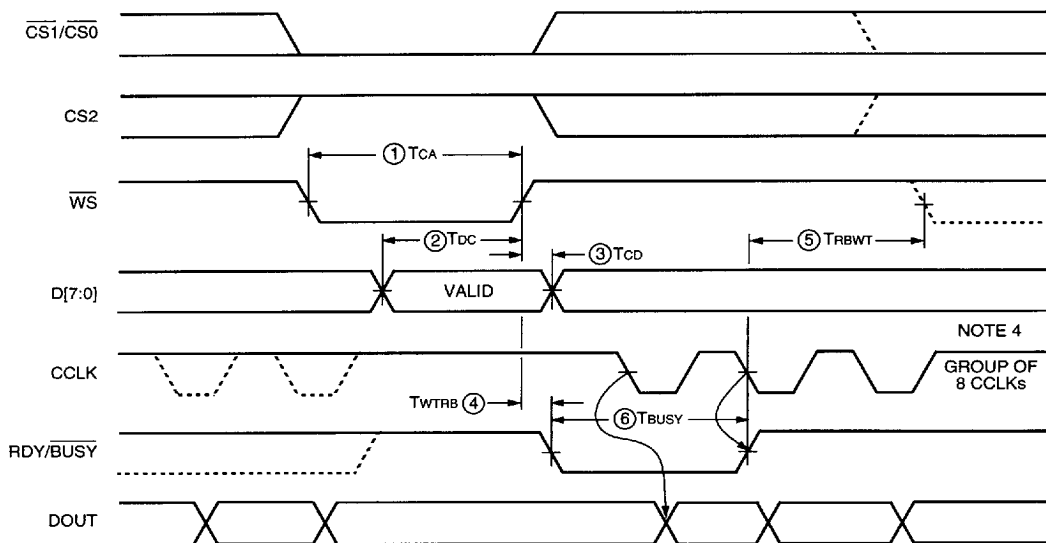 CS1/CS0
CS2
① TCA
WS
② TDC
③ TCD
⑤ TRBWT
D[7:0]
VALID
NOTE 4
CCLK
GROUP OF
8 CCLKs
TWTRB ④
⑥ TBUSY
RDY/BUSY
DOUT